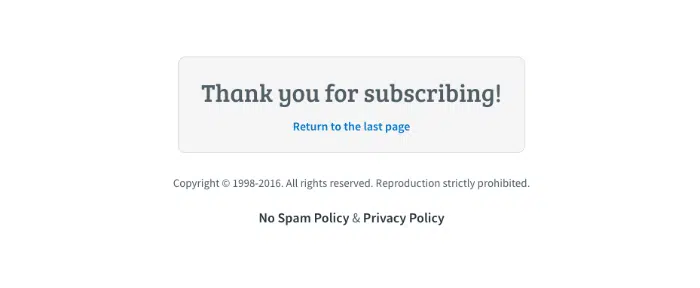 Thank you for subscribing!
Return to the last page
Copyright © 1998-2016. All rights reserved. Reproduction strictly prohibited.
No Spam Policy & Privacy Policy